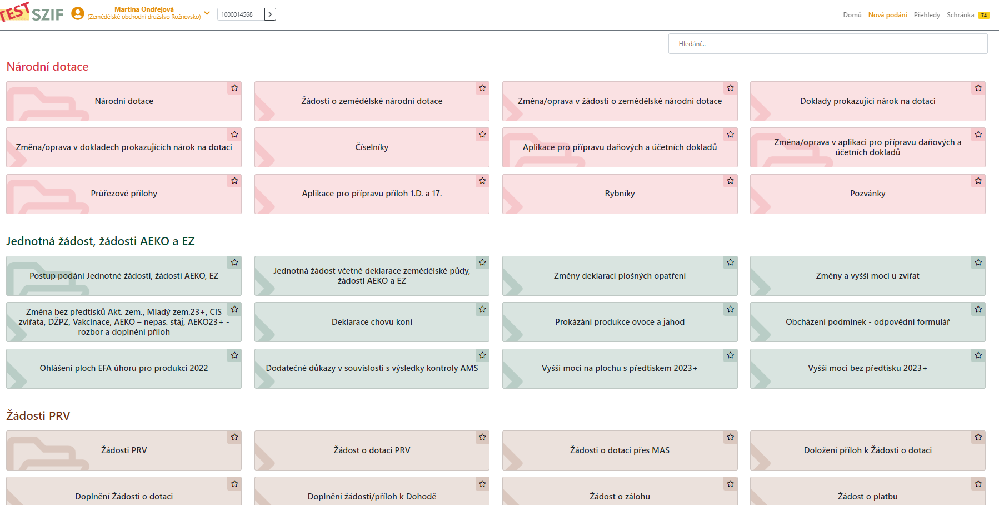 TEST
SZIF
Martina Ondřejová
(Zemědělské obchodní družstvo Rožnovsko)
1000014568
Domů Nová podání Přehledy Schránka 74
Hledání...
Národní dotace
Národní dotace
Žádosti o zemědělské národní dotace
Změna/oprava v žádosti o zemědělské národní dotace
Doklady prokazující nárok na dotaci
Změna/oprava v dokladech prokazujících nárok na dotaci
Číselníky
Aplikace pro přípravu daňových a účetních dokladů
Změna/oprava v aplikaci pro přípravu daňových a
účetních dokladů
Průřezové přílohy
Aplikace pro přípravu příloh 1.D. a 17.
Rybníky
Pozvánky
Jednotná žádost, žádosti AEKO a EZ
Postup podání Jednotné žádosti, žádostí AEKO, EZ
Jednotná žádost včetně deklarace zemědělské půdy,
žádosti AEKO a EZ
Změny deklarací plošných opatření
Změny a vyšší moci u zvířat
Změna bez předtisků Akt. zem., Mladý zem.23+, CIS
zvířata, DŽPZ, Vakcinace, AEKO – nepas. stáj, AEKO23+ -
rozbor a doplnění příloh
Deklarace chovu koní
Prokázání produkce ovoce a jahod
Obcházení podmínek - odpovědní formulář
Ohlášení ploch EFA úhoru pro produkci 2022
Dodatečné důkazy v souvislosti s výsledky kontroly AMS
Vyšší moci na plochu s předtiskem 2023+
Vyšší moci bez předtisku 2023+
Žádosti PRV
Žádosti PRV
Žádost o dotaci PRV
Žádosti o dotaci přes MAS
Doložení příloh k Žádosti o dotaci
Doplnění Žádosti o dotaci
Doplnění žádosti/příloh k Dohodě
Žádost o zálohu
Žádost o platbu